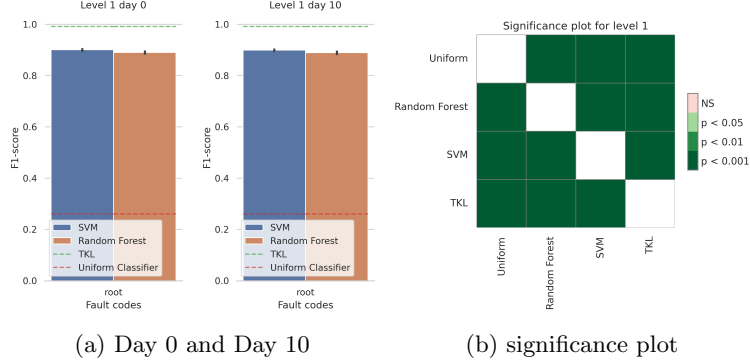 Level 1 day 0
Level 1 day 10
1.0
0.8
0.6
0.4
0.2
0.0
F1-score
SVM
Random Forest
TKL
Uniform Classifier
root
Fault codes
1.0
0.8
0.6
0.4
0.2
0.0
F1-score
SVM
Random Forest
TKL
Uniform Classifier
root
Fault codes
(a) Day 0 and Day 10
Significance plot for level 1
Uniform
Random Forest
SVM
TKL
Uniform
Random Forest
SVM
TKL
NS
p < 0.05
p < 0.01
p < 0.001
(b) significance plot